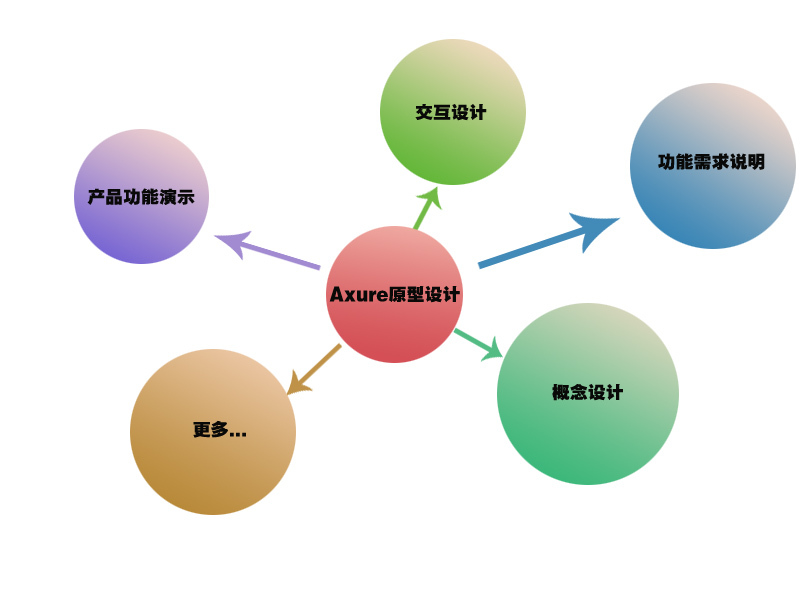 交互设计
功能需求说明
产品功能演示
Axure原型设计
概念设计
更多...